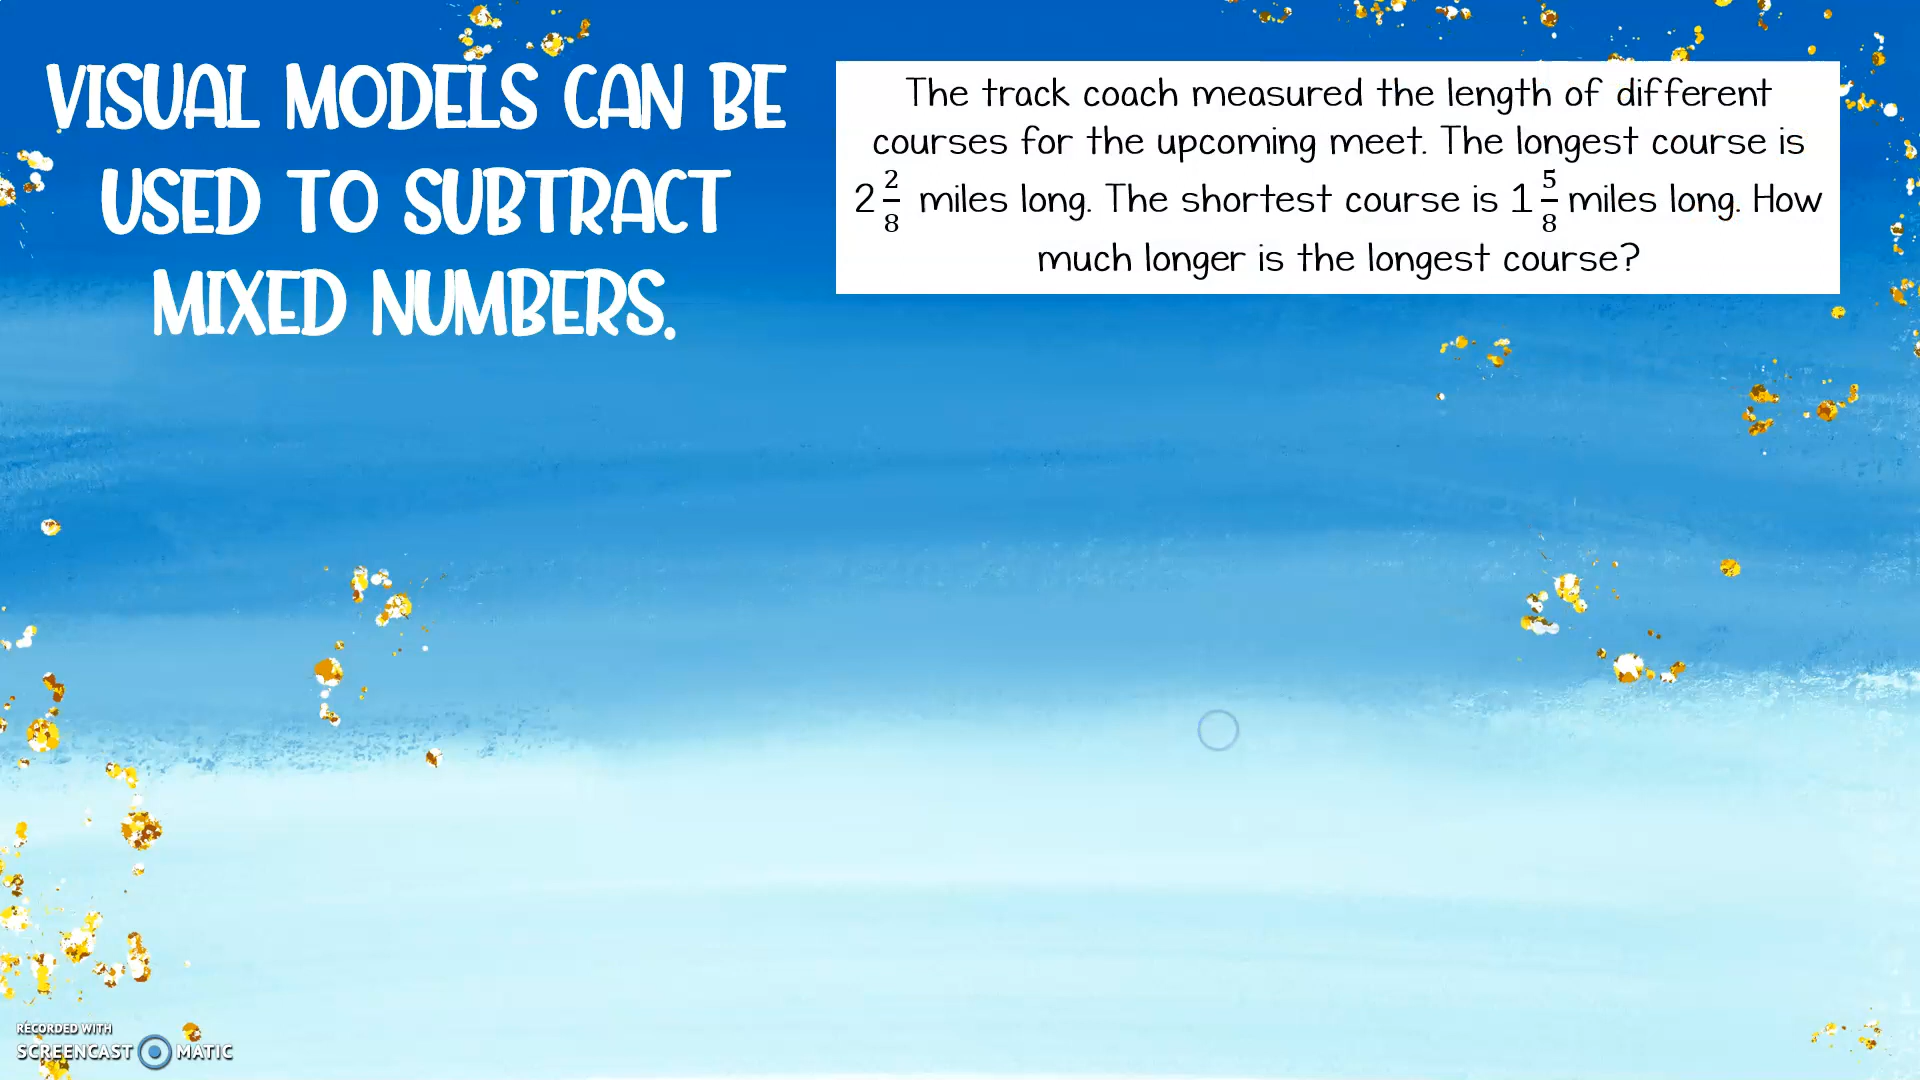 VISUAL MODELS CAN BE
USED TO SUBTRACT
MIXED NUMBERS.
The track coach measured the length of different
courses for the upcoming meet. The longest course is
2 2/8 miles long. The shortest course is 1 5/8 miles long. How
much longer is the longest course?
RECORDED WITH
SCREENCAST MATIC